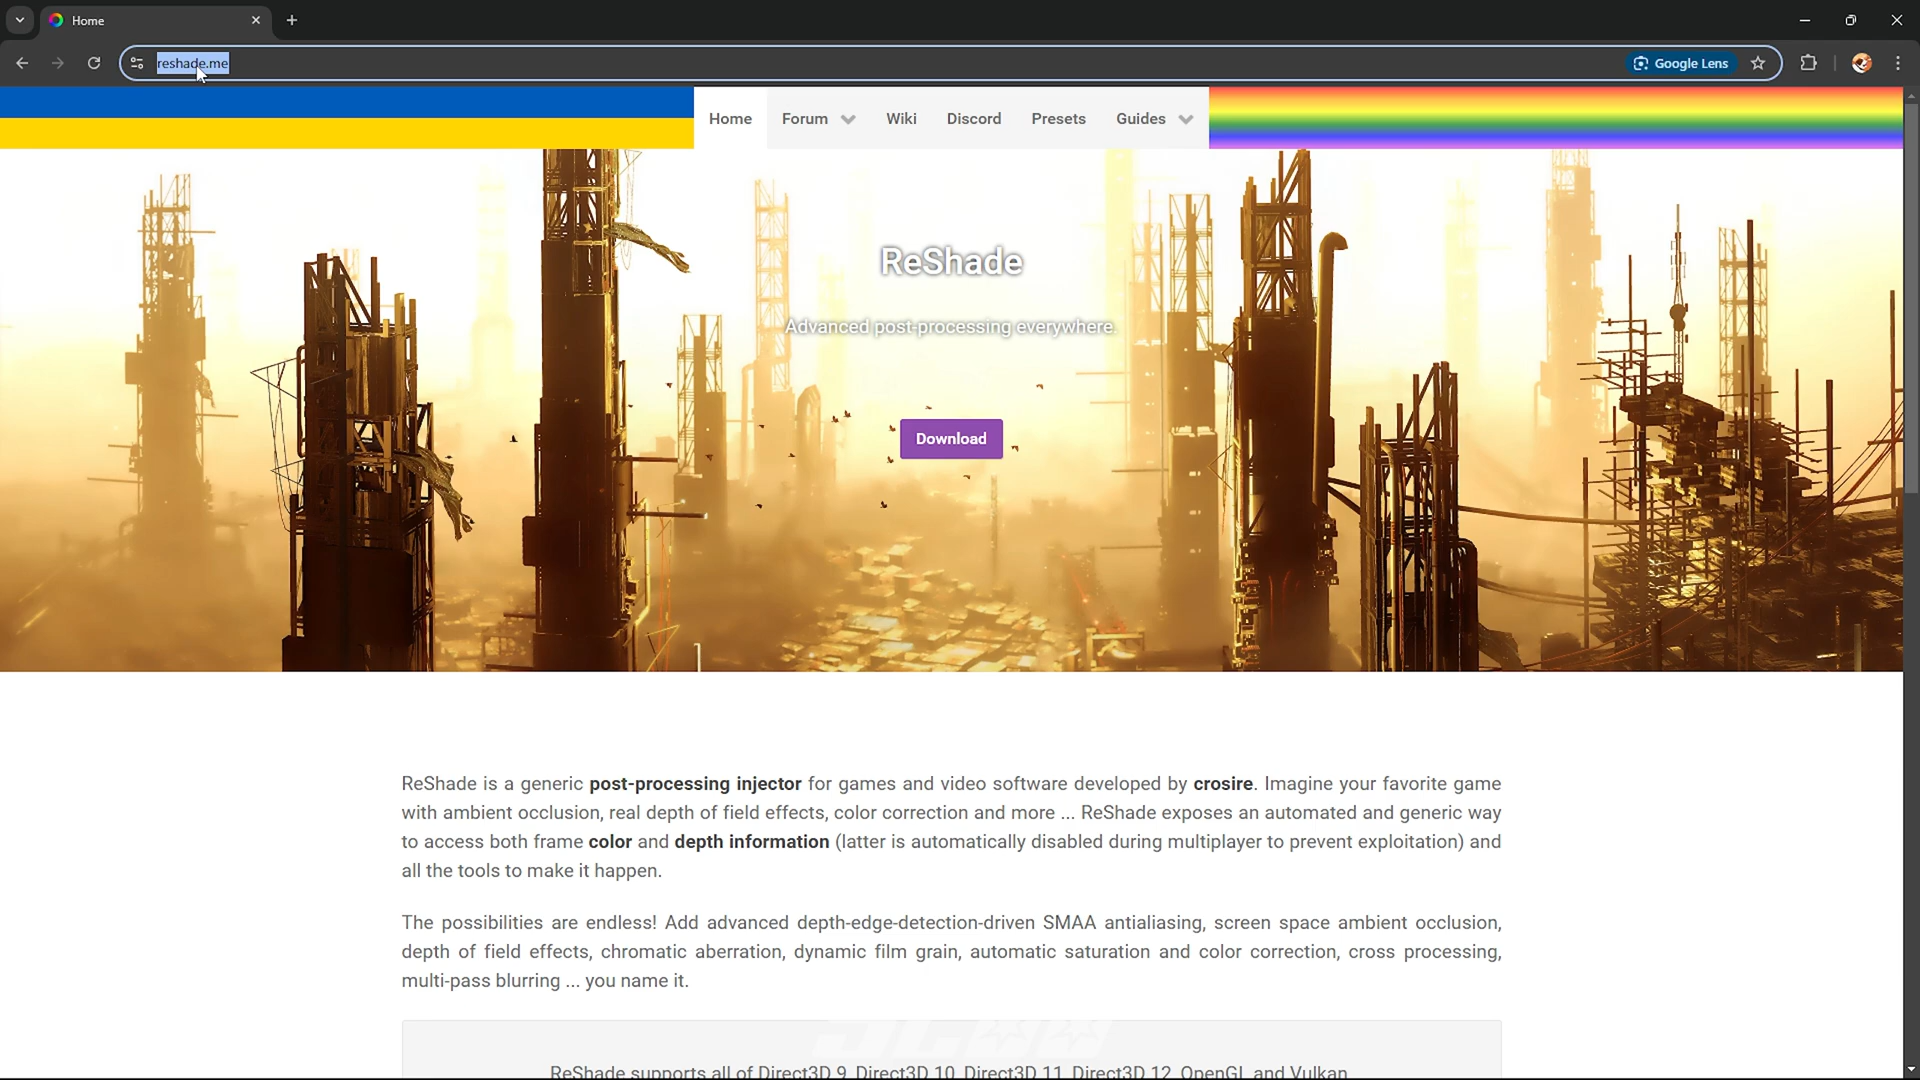 Home
reshade.me
Google Lens
Home Forum Wiki Discord Presets Guides
ReShade
Advanced post-processing everywhere.
Download
ReShade is a generic post-processing injector for games and video software developed by crosire. Imagine your favorite game
with ambient occlusion, real depth of field effects, color correction and more ... ReShade exposes an automated and generic way
to access both frame color and depth information (latter is automatically disabled during multiplayer to prevent exploitation) and
all the tools to make it happen.
The possibilities are endless! Add advanced depth-edge-detection-driven SMAA antialiasing, screen space ambient occlusion,
depth of field effects, chromatic aberration, dynamic film grain, automatic saturation and color correction, cross processing,
multi-pass blurring ... you name it.
ReShade supports all of Direct3D 9, Direct3D 10, Direct3D 11, Direct3D 12, OpenGL and Vulkan